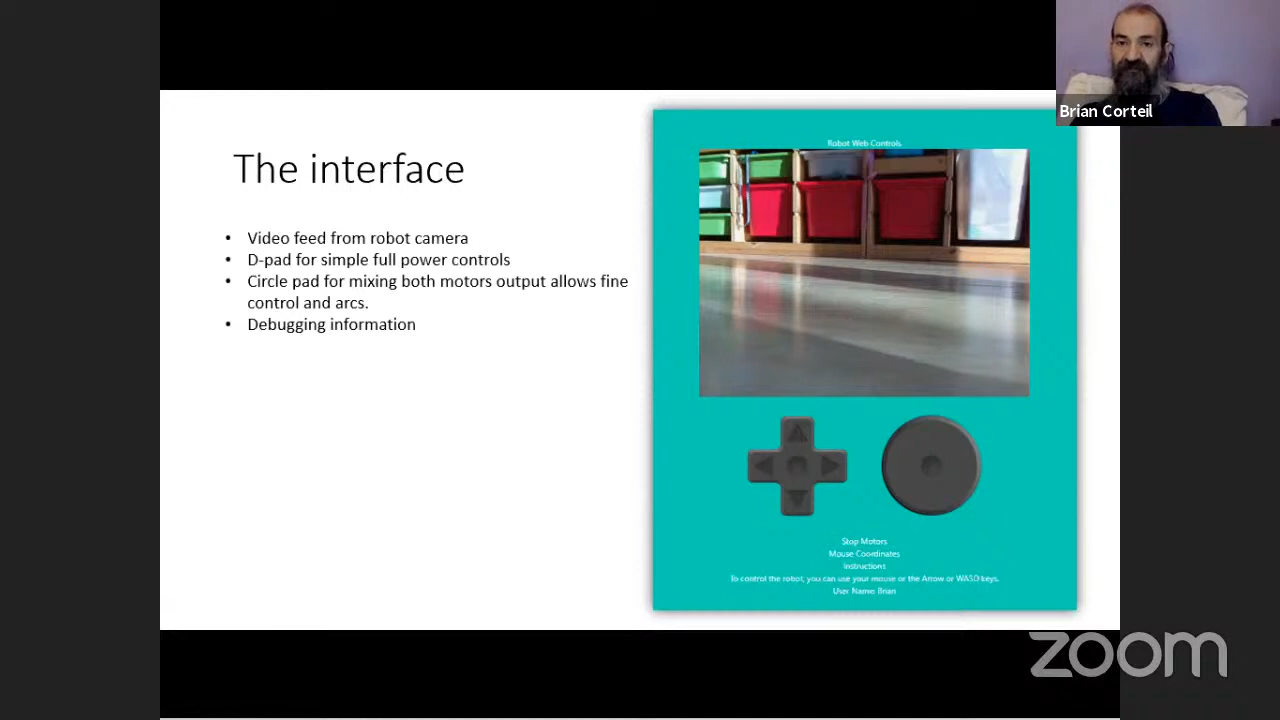 Brian Corteil
The interface
• Video feed from robot camera
• D-pad for simple full power controls
• Circle pad for mixing both motors output allows fine
control and arcs.
• Debugging information
Robot Web Controls
Stop Motors
Mouse Coordinates
Instructions
To control the robot, you can use your mouse or the Arrow or WASD keys.
User Name: Brian
zoom